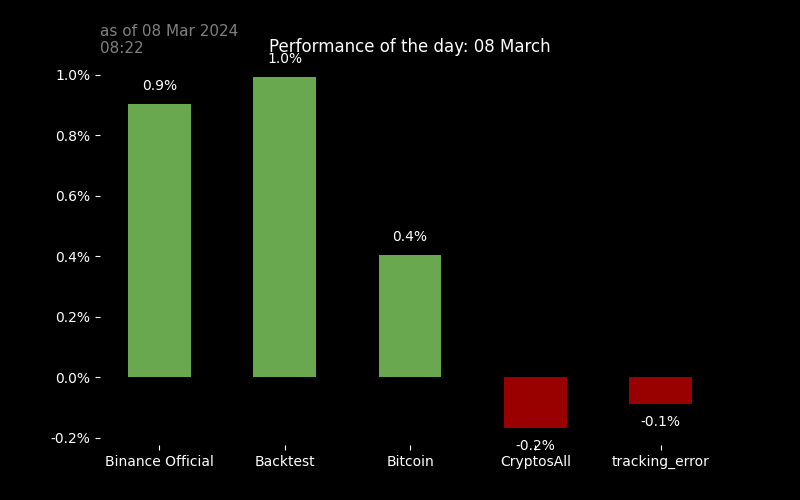 as of 08 Mar 2024
08:22
Performance of the day: 08 March
1.0%
0.8%
0.6%
0.4%
0.2%
0.0%
-0.2%
0.9%
1.0%
0.4%
-0.2%
-0.1%
Binance Official
Backtest
Bitcoin
CryptosAll
tracking_error